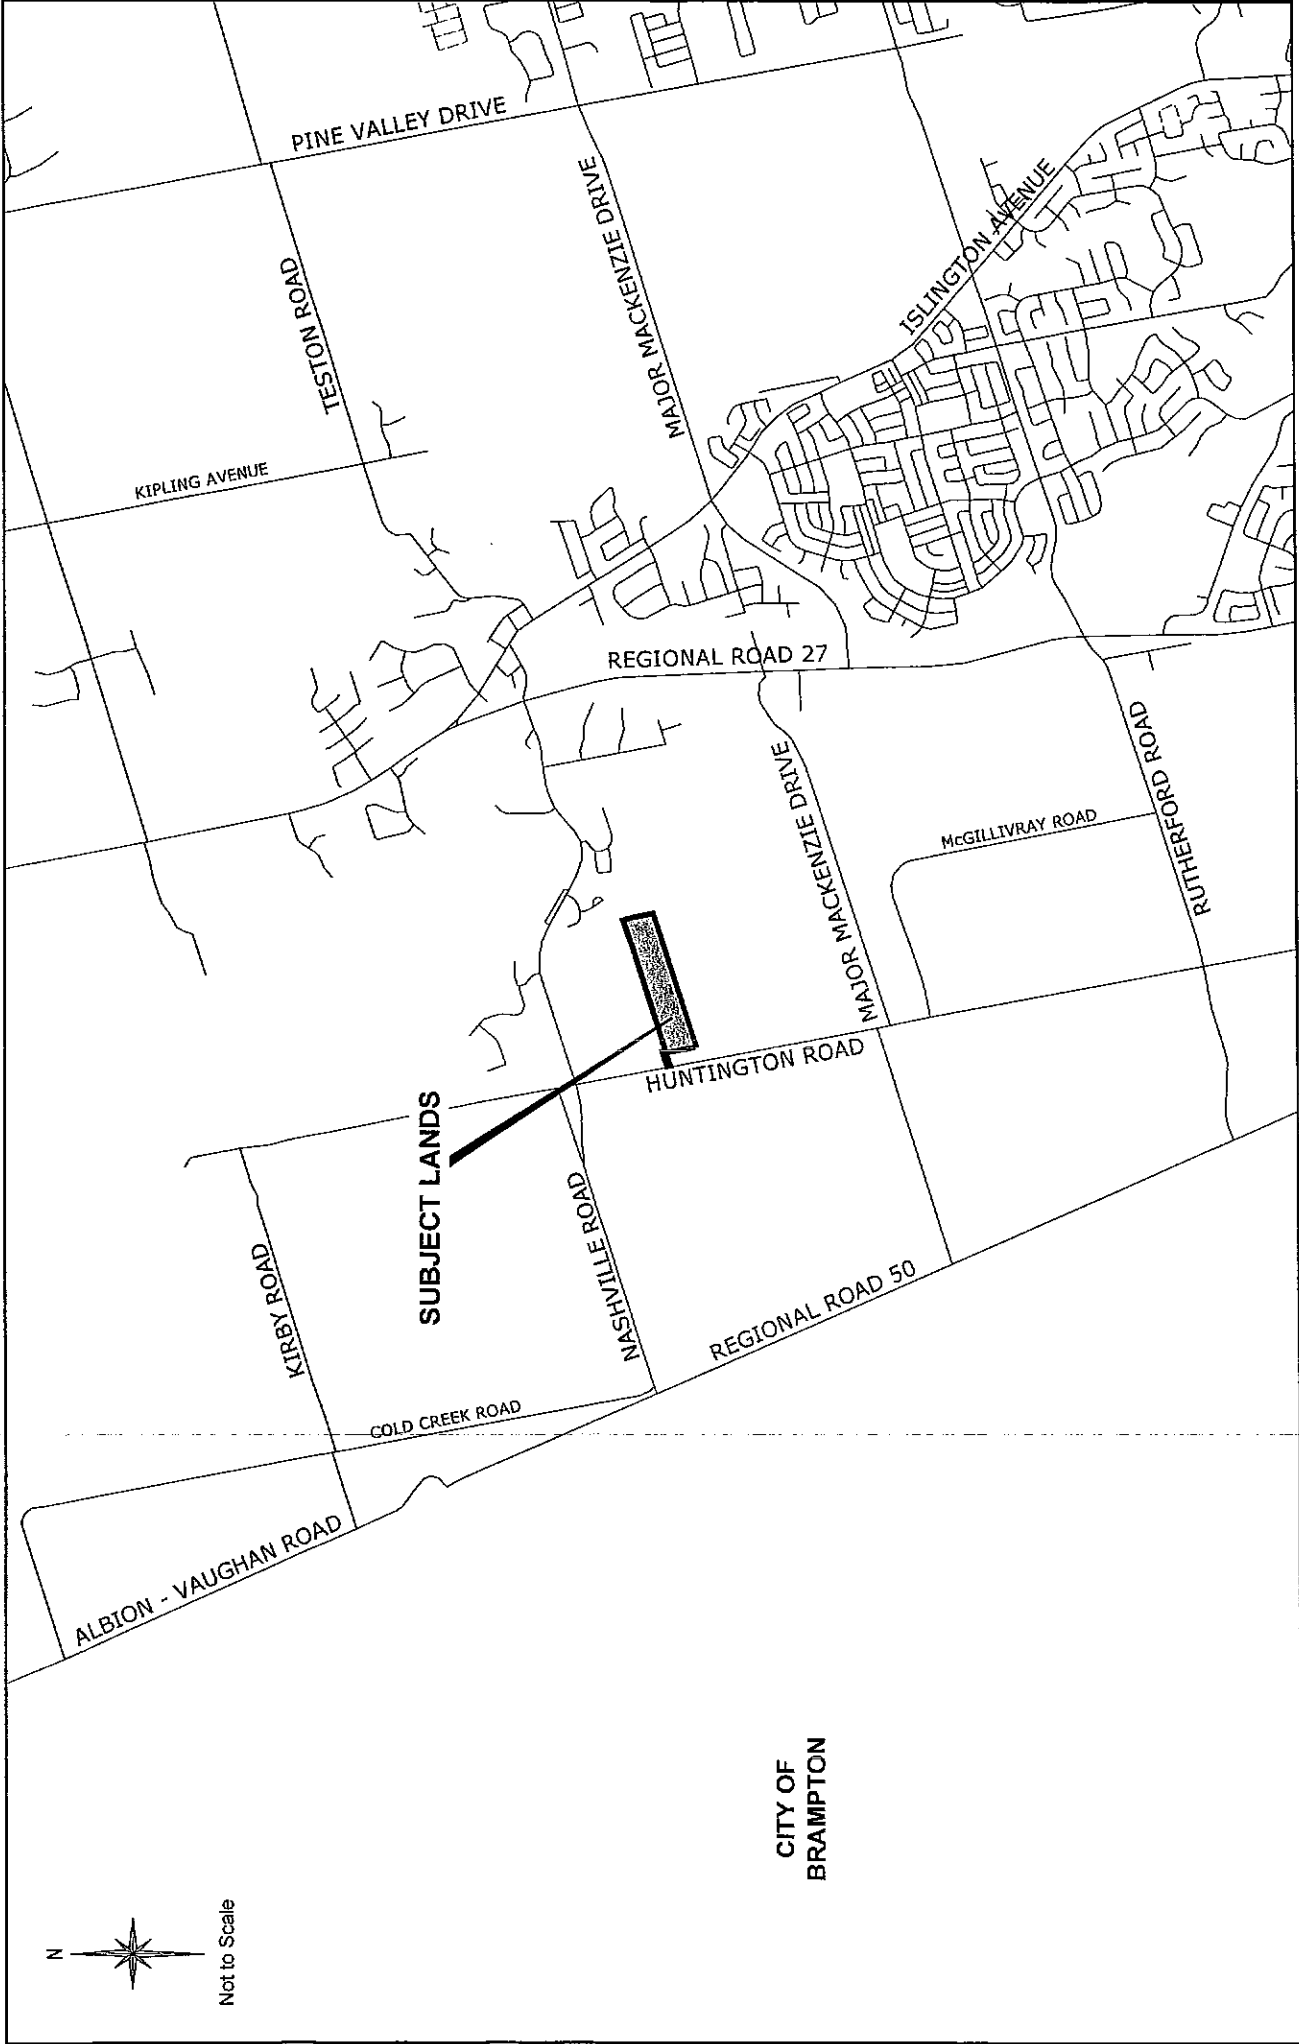 PINE VALLEY DRIVE
TESTON ROAD
MAJOR MACKENZIE DRIVE
ISLINGTON AVENUE
KIPLING AVENUE
REGIONAL ROAD 27
MAJOR MACKENZIE DRIVE
McGILLIVRAY ROAD
RUTHERFORD ROAD
HUNTINGTON ROAD
SUBJECT LANDS
KIRBY ROAD
NASHVILLE ROAD
REGIONAL ROAD 50
COLD CREEK ROAD
ALBION - VAUGHAN ROAD
CITY OF
BRAMPTON
N
Not to Scale